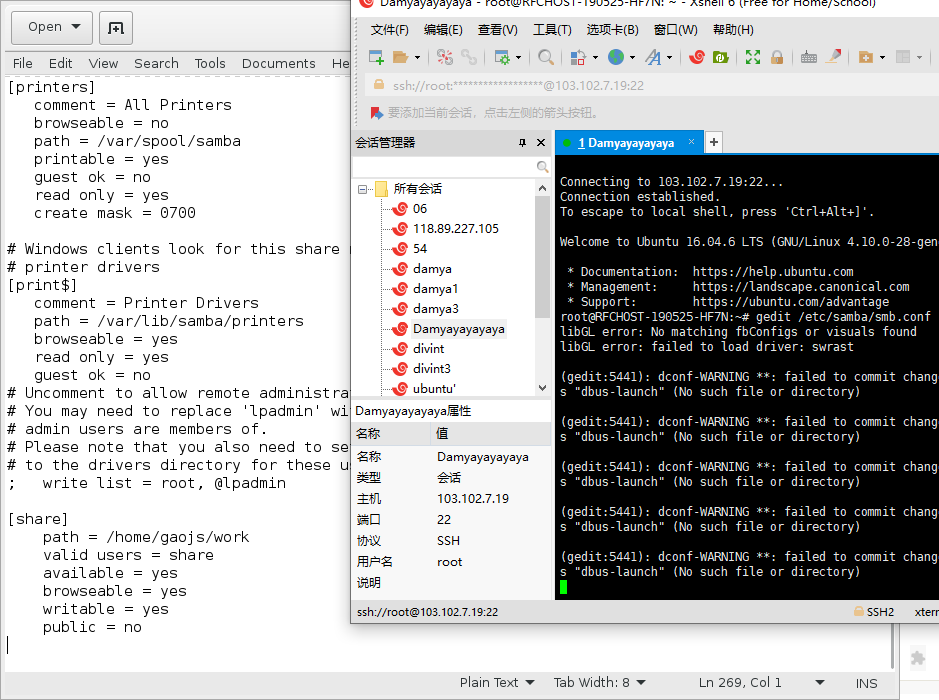 Open
File Edit View Search Tools Documents He
[printers]
comment = All Printers
browseable = no
path = /var/spool/samba
printable = yes
guest ok = no
read only = yes
create mask = 0700
# Windows clients look for this share
# printer drivers
[print$]
comment = Printer Drivers
path = /var/lib/samba/printers
browseable = yes
read only = yes
guest ok = no
# Uncomment to allow remote administra
# You may need to replace 'lpadmin' wi
# admin users are members of.
# Please note that you also need to se
# to the drivers directory for these u
;   write list = root, @lpadmin
[share]
path = /home/gaojs/work
valid users = share
available = yes
browseable = yes
writable = yes
public = no
Plain Text Tab Width: 8 Ln 269, Col 1 INS
Damyayayayaya - root@RFCHOST-190525-HF7N: ~ - Xshell 6 (Free for Home/School)
文件(F) 编辑(E) 查看(V) 工具(T) 选项卡(B) 窗口(W) 帮助(H)
ssh://root:******************@103.102.7.19:22
要添加当前会话，点击左侧的箭头按钮。
会话管理器
所有会话
06
118.89.227.105
54
damya
damya1
damya3
Damyayayayaya
divint
divint3
ubuntu'
Damyayayayaya属性
名称 值
名称 Damyayayayaya
类型 会话
主机 103.102.7.19
端口 22
协议 SSH
用户名 root
说明
1 Damyayayayaya × +
Connecting to 103.102.7.19:22...
Connection established.
To escape to local shell, press 'Ctrl+Alt+]'.
Welcome to Ubuntu 16.04.6 LTS (GNU/Linux 4.10.0-28-gen
* Documentation:  https://help.ubuntu.com
* Management:     https://landscape.canonical.com
* Support:        https://ubuntu.com/advantage
root@RFCHOST-190525-HF7N:~# gedit /etc/samba/smb.conf
libGL error: No matching fbConfigs or visuals found
libGL error: failed to load driver: swrast
(gedit:5441): dconf-WARNING **: failed to commit chang
s "dbus-launch" (No such file or directory)
(gedit:5441): dconf-WARNING **: failed to commit chang
s "dbus-launch" (No such file or directory)
(gedit:5441): dconf-WARNING **: failed to commit chang
s "dbus-launch" (No such file or directory)
(gedit:5441): dconf-WARNING **: failed to commit chang
s "dbus-launch" (No such file or directory)
(gedit:5441): dconf-WARNING **: failed to commit chang
s "dbus-launch" (No such file or directory)
ssh://root@103.102.7.19:22 SSH2 xterm